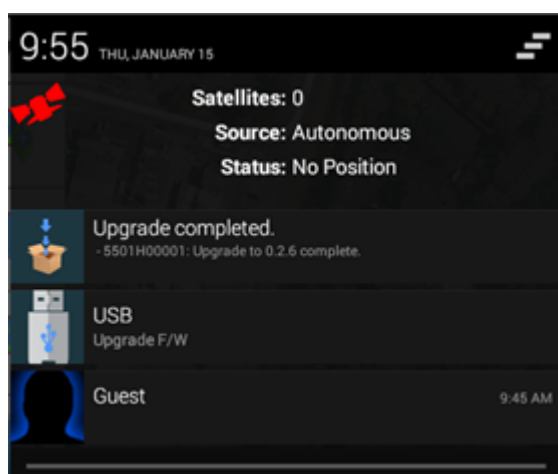 9:55 THU, JANUARY 15
Satellites: 0
Source: Autonomous
Status: No Position
Upgrade completed.
- 5501H00001: Upgrade to 0.2.6 complete.
USB
Upgrade F/W
Guest 9:45 AM